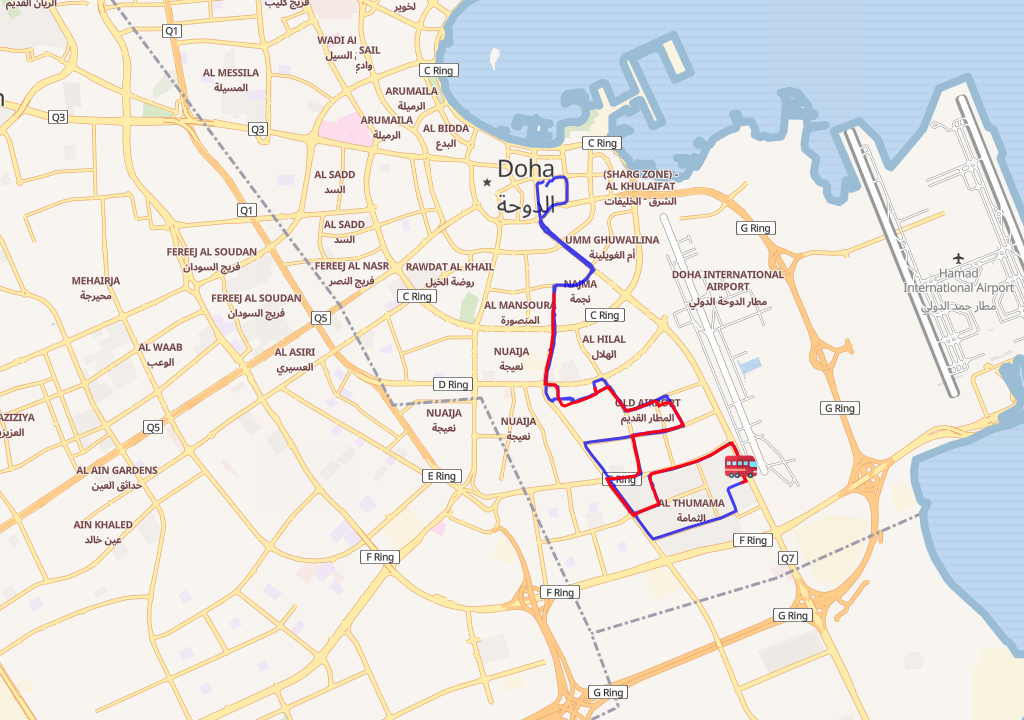 الريان القديم
فريج كليب
لخوير
Q1
WADI AL SAIL
وادي السيل
C Ring
AL MESSILA
المسيلة
ARUMAILA
الرميلة
Q3
Q3
ARUMAILA
الرميلة
AL BIDDA
البدع
C Ring
Doha
الدوحة
AL SADD
السد
(SHARG ZONE) -
AL KHULAIFAT
الشرق - الخليفات
Q1
AL SADD
السد
G Ring
UMM GHUWAILINA
أم الغويلينة
FEREEJ AL SOUDAN
فريج السودان
FEREEJ AL NASR
فريج النصر
RAWDAT AL KHAIL
روضة الخيل
DOHA INTERNATIONAL
AIRPORT
مطار الدوحة الدولي
Hamad
International Airport
مطار حمد الدولي
MEHAIRJA
محيرجة
NAJMA
نجمة
C Ring
FEREEJ AL SOUDAN
فريج السودان
AL MANSOURA
المنصورة
Q5
C Ring
AL WAAB
الوعب
AL ASIRI
العسيري
NUAIJA
نعيجة
AL HILAL
الهلال
D Ring
OLD AIRPORT
المطار القديم
G Ring
AZIZIYA
العزيزية
Q5
NUAIJA
نعيجة
NUAIJA
نعيجة
AL AIN GARDENS
حدائق العين
E Ring
E Ring
AL THUMAMA
الثمامة
AIN KHALED
عين خالد
F Ring
F Ring
Q7
F Ring
G Ring
G Ring